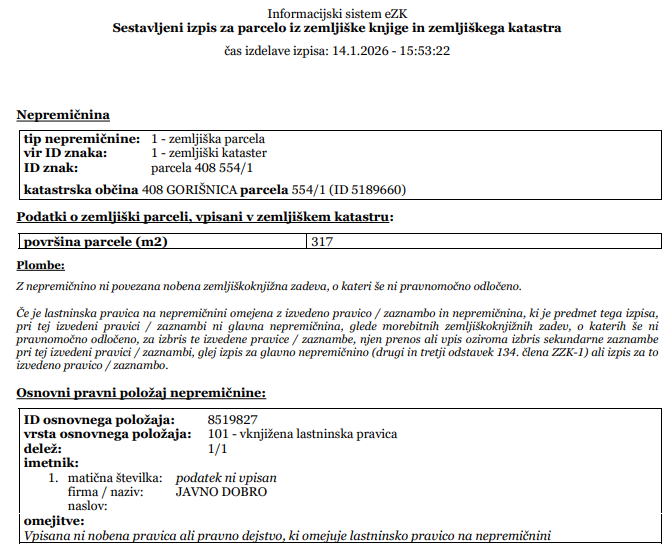 Informacijski sistem eZK
Sestavljeni izpis za parcelo iz zemljiške knjige in zemljiškega katastra
čas izdelave izpisa: 14.1.2026 - 15:53:22
Nepremičnina
tip nepremičnine: 1 - zemljiška parcela
vir ID znaka: 1 - zemljiški kataster
ID znak: parcela 408 554/1
katastrska občina 408 GORIŠNICA parcela 554/1 (ID 5189660)
Podatki o zemljiški parceli, vpisani v zemljiškem katastru:
površina parcele (m2) 317
Plombe:
Z nepremičnino ni povezana nobena zemljiškoknjižna zadeva, o kateri še ni pravnomočno odločeno.
Če je lastninska pravica na nepremičnini omejena z izvedeno pravico / zaznambo in nepremičnina, ki je predmet tega izpisa,
pri tej izvedeni pravici / zaznambi ni glavna nepremičnina, glede morebitnih zemljiškoknjižnih zadev, o katerih še ni
pravnomočno odločeno, za izbris te izvedene pravice / zaznambe, njen prenos ali vpis oziroma izbris sekundarne zaznambe
pri tej izvedeni pravici / zaznambi, glej izpis za glavno nepremičnino (drugi in tretji odstavek 134. člena ZZK-1) ali izpis za to
izvedeno pravico / zaznambo.
Osnovni pravni položaj nepremičnine:
ID osnovnega položaja: 8519827
vrsta osnovnega položaja: 101 - vknjižena lastninska pravica
delež: 1/1
imetnik:
1. matična številka: podatek ni vpisan
firma / naziv: JAVNO DOBRO
naslov:
omejitve:
Vpisana ni nobena pravica ali pravno dejstvo, ki omejuje lastninsko pravico na nepremičnini